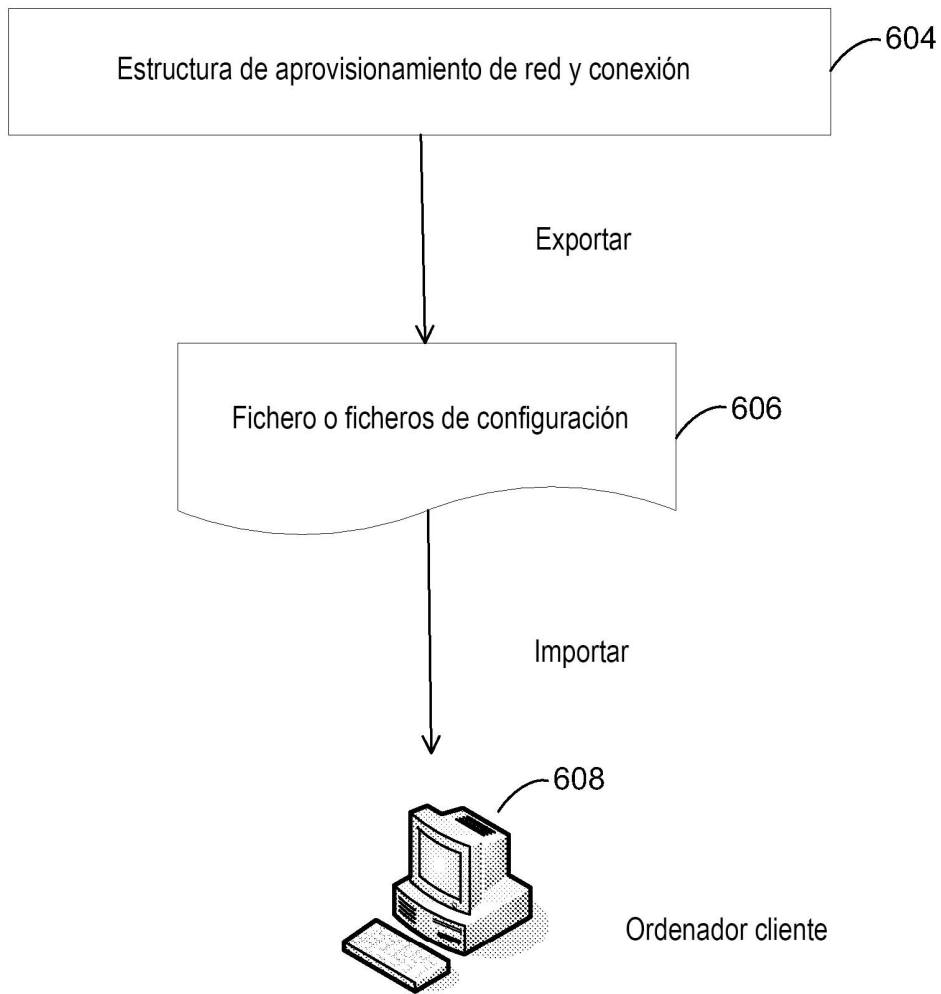 Estructura de aprovisionamiento de red y conexión
604
Exportar
Fichero o ficheros de configuración
606
Importar
608
Ordenador cliente